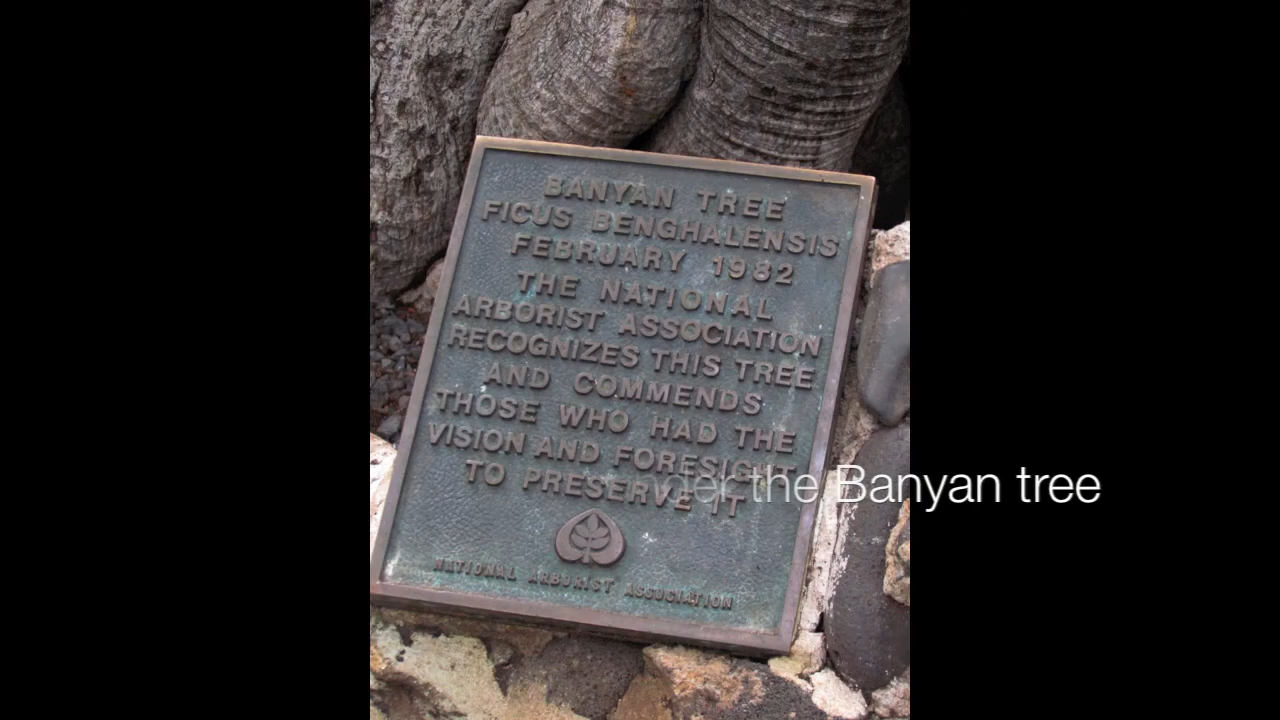 BANYAN TREE
FICUS BENGHALENSIS
FEBRUARY 1982
THE NATIONAL
ARBORIST ASSOCIATION
RECOGNIZES THIS TREE
AND COMMENDS
THOSE WHO HAD THE
VISION AND FORESIGHT
TO PRESERVE IT
NATIONAL ARBORIST ASSOCIATION
the Banyan tree